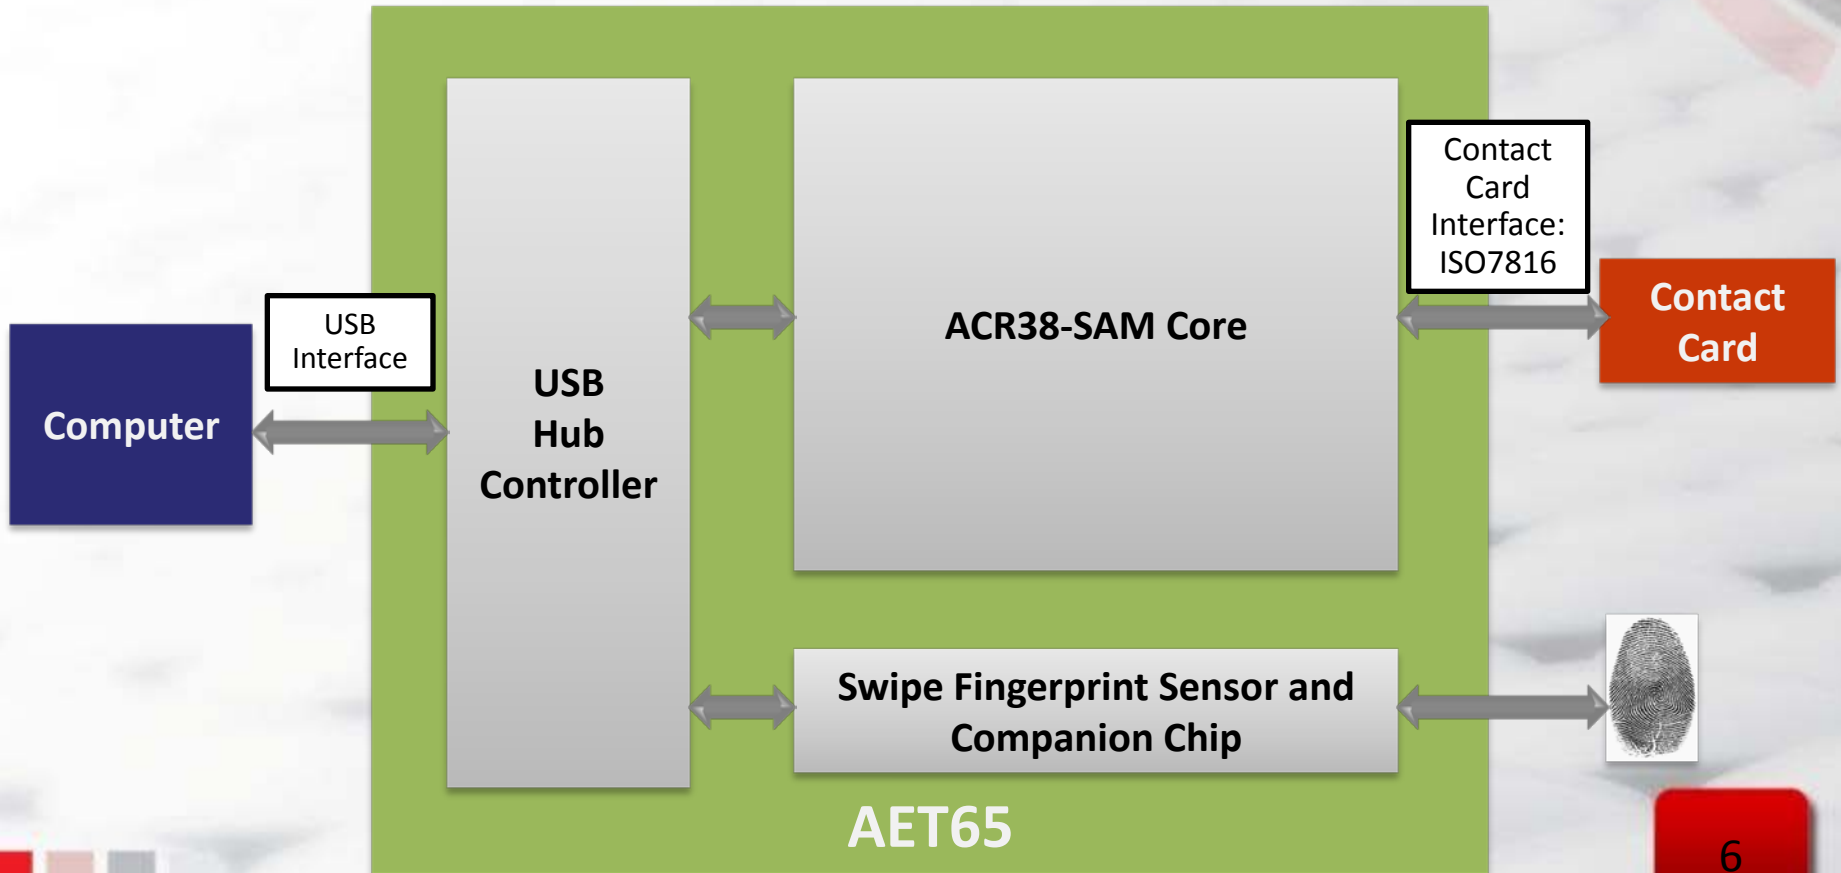 Computer
USB
Interface
USB
Hub
Controller
ACR38-SAM Core
Contact
Card
Interface:
ISO7816
Contact
Card
Swipe Fingerprint Sensor and
Companion Chip
AET65
6